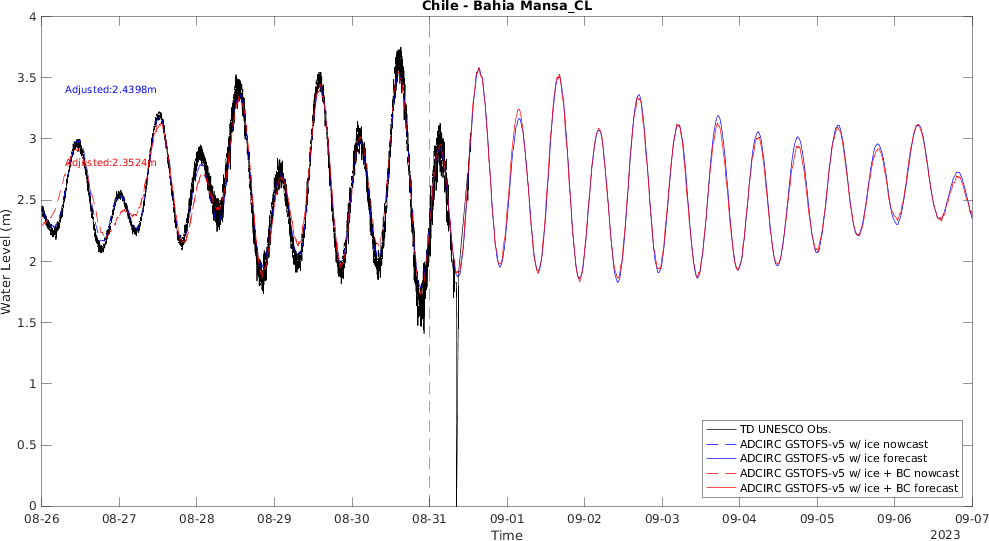 Chile - Bahia Mansa_CL
4
3.5
3
2.5
2
1.5
1
0.5
0
Water Level (m)
Adjusted:2.4398m
Adjusted:2.3524m
TD UNESCO Obs.
ADCIRC GSTOFS-v5 w/ ice nowcast
ADCIRC GSTOFS-v5 w/ ice forecast
ADCIRC GSTOFS-v5 w/ ice + BC nowcast
ADCIRC GSTOFS-v5 w/ ice + BC forecast
08-26 08-27 08-28 08-29 08-30 08-31 09-01 09-02 09-03 09-04 09-05 09-06 09-07
Time
2023